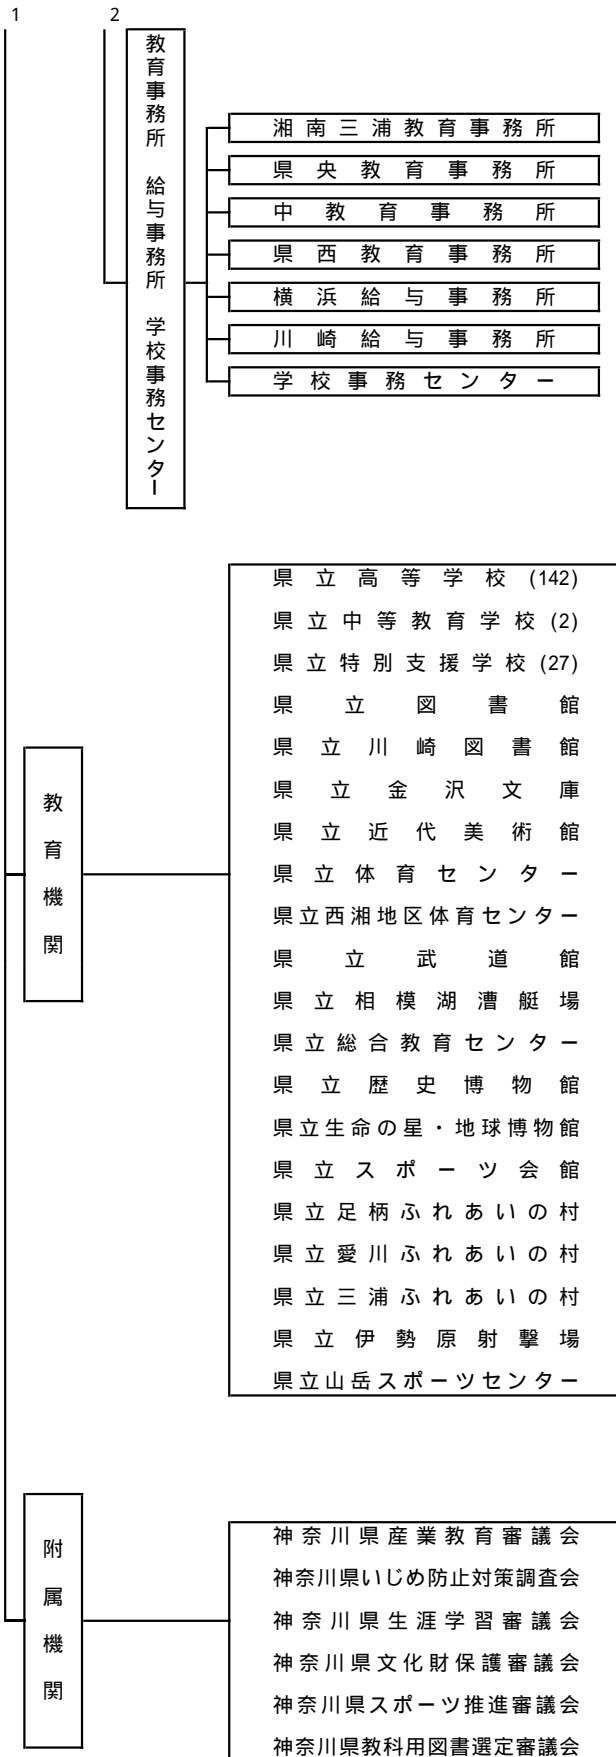 1
2
教育事務所 給与事務所 学校事務センター
湘南三浦教育事務所
県央教育事務所
中教育事務所
県西教育事務所
横浜給与事務所
川崎給与事務所
学校事務センター
教育機関
県立高等学校(142)
県立中等教育学校(2)
県立特別支援学校(27)
県立図書館
県立川崎図書館
県立金沢文庫
県立近代美術館
県立体育センター
県立西湘地区体育センター
県立武道館
県立相模湖漕艇場
県立総合教育センター
県立歴史博物館
県立生命の星・地球博物館
県立スポーツ会館
県立足柄ふれあいの村
県立愛川ふれあいの村
県立三浦ふれあいの村
県立伊勢原射撃場
県立山岳スポーツセンター
附属機関
神奈川県産業教育審議会
神奈川県いじめ防止対策調査会
神奈川県生涯学習審議会
神奈川県文化財保護審議会
神奈川県スポーツ推進審議会
神奈川県教科用図書選定審議会